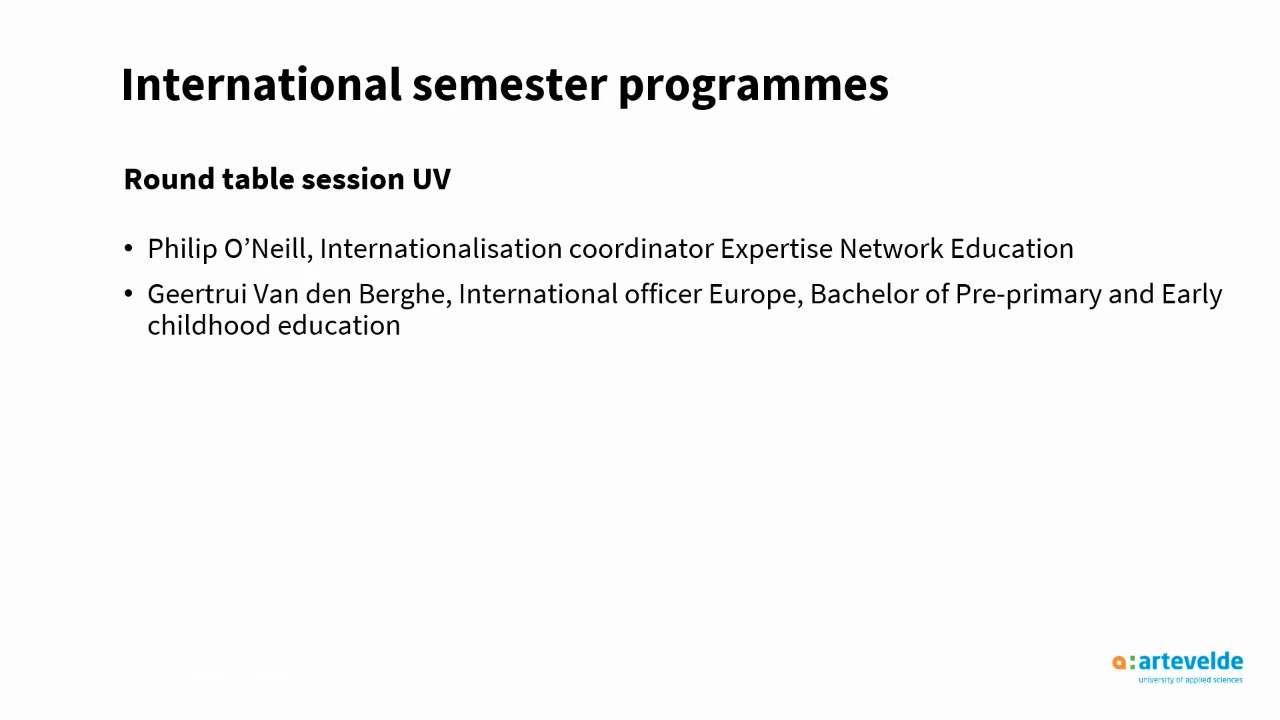 International semester programmes
Round table session UV
• Philip O’Neill, Internationalisation coordinator Expertise Network Education
• Geertrui Van den Berghe, International officer Europe, Bachelor of Pre-primary and Early
childhood education
a:artevelde
university of applied sciences